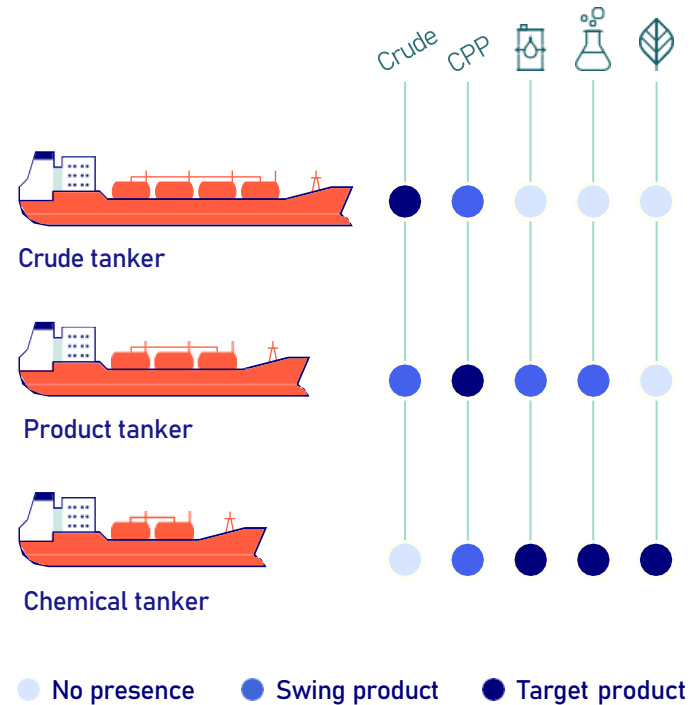 Crude CPP
Crude tanker
Product tanker
Chemical tanker
No presence Swing product Target product